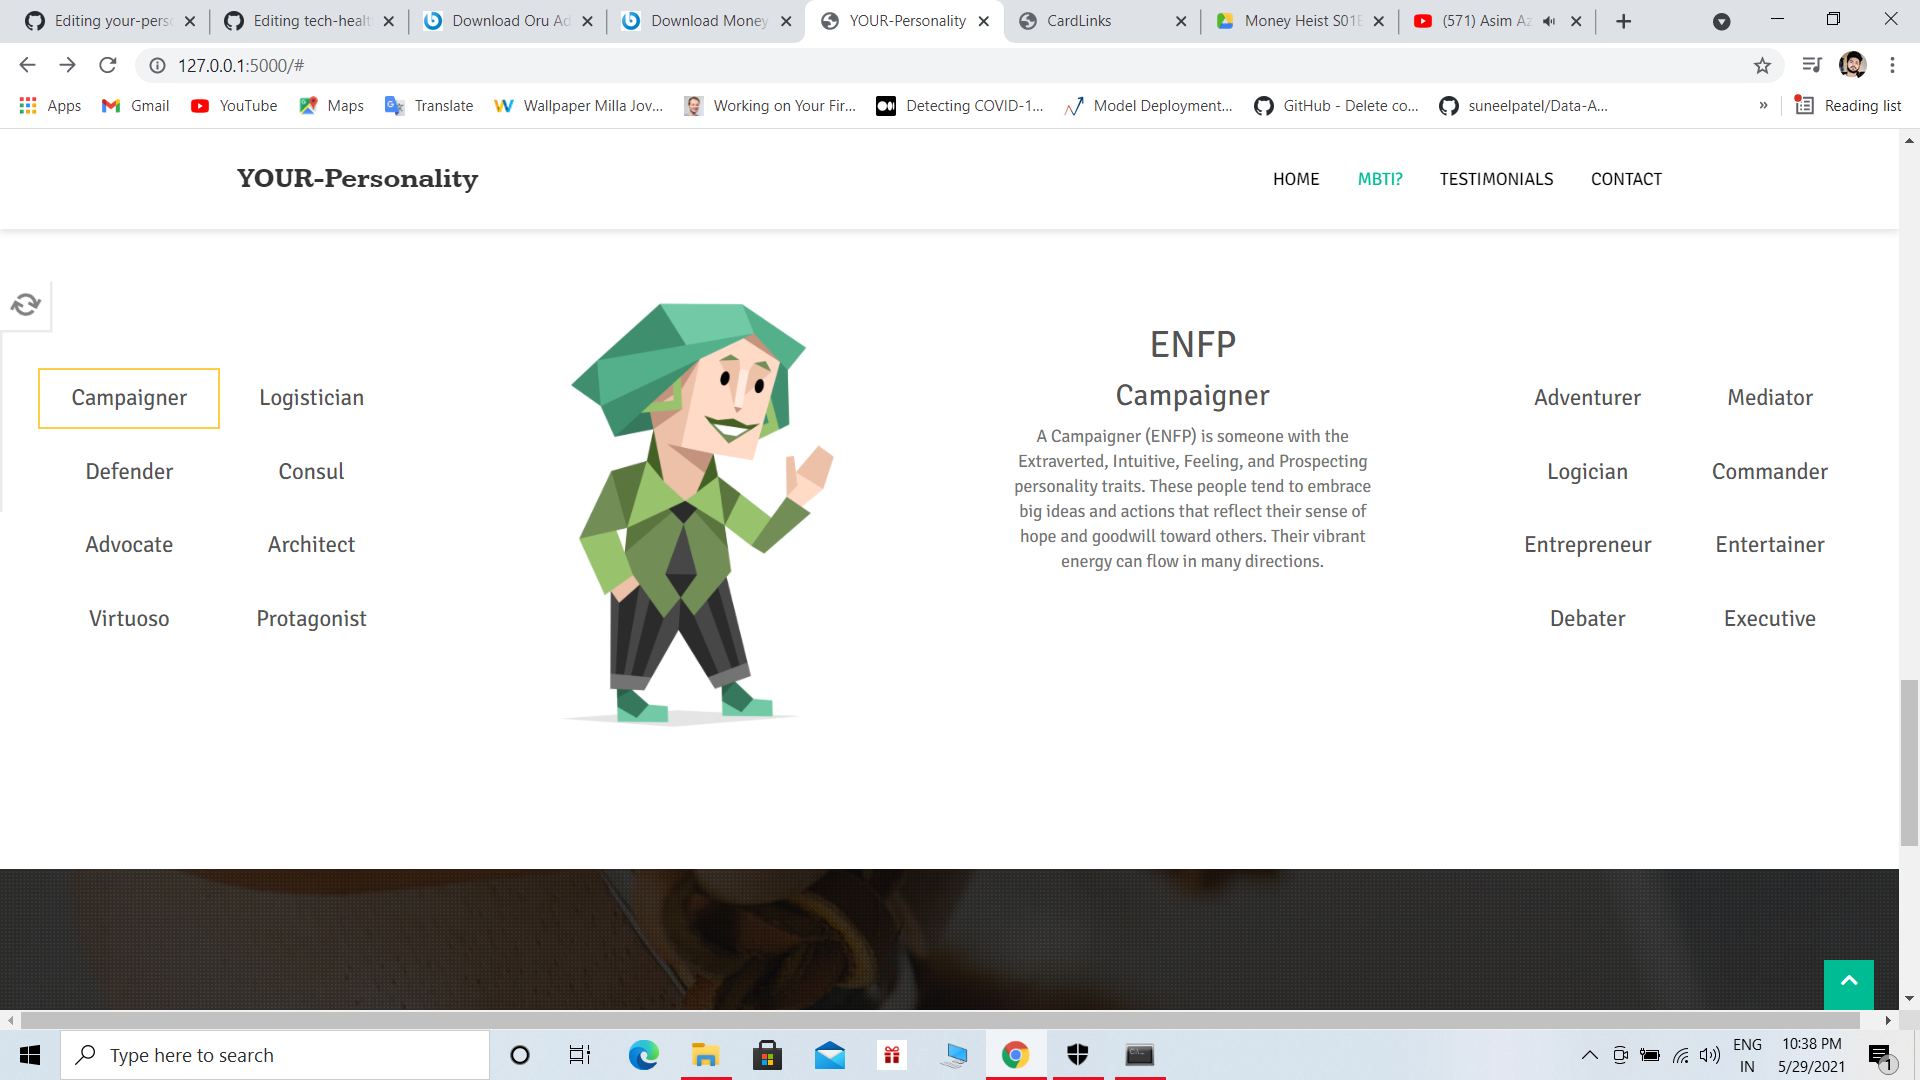 Editing your-perso
Editing tech-healt
Download Oru Ad
Download Money
YOUR-Personality
CardLinks
Money Heist S01E
(571) Asim Az
127.0.0.1:5000/#
Apps
Gmail
YouTube
Maps
Translate
Wallpaper Milla Jov...
Working on Your Fir...
Detecting COVID-1...
Model Deployment...
GitHub - Delete co...
suneelpatel/Data-A...
»
Reading list
YOUR-Personality
HOME
MBTI?
TESTIMONIALS
CONTACT
Campaigner
Logistician
Defender
Consul
Advocate
Architect
Virtuoso
Protagonist
ENFP
Campaigner
A Campaigner (ENFP) is someone with the
Extraverted, Intuitive, Feeling, and Prospecting
personality traits. These people tend to embrace
big ideas and actions that reflect their sense of
hope and goodwill toward others. Their vibrant
energy can flow in many directions.
Adventurer
Mediator
Logician
Commander
Entrepreneur
Entertainer
Debater
Executive
Type here to search
ENG
IN
10:38 PM
5/29/2021
1